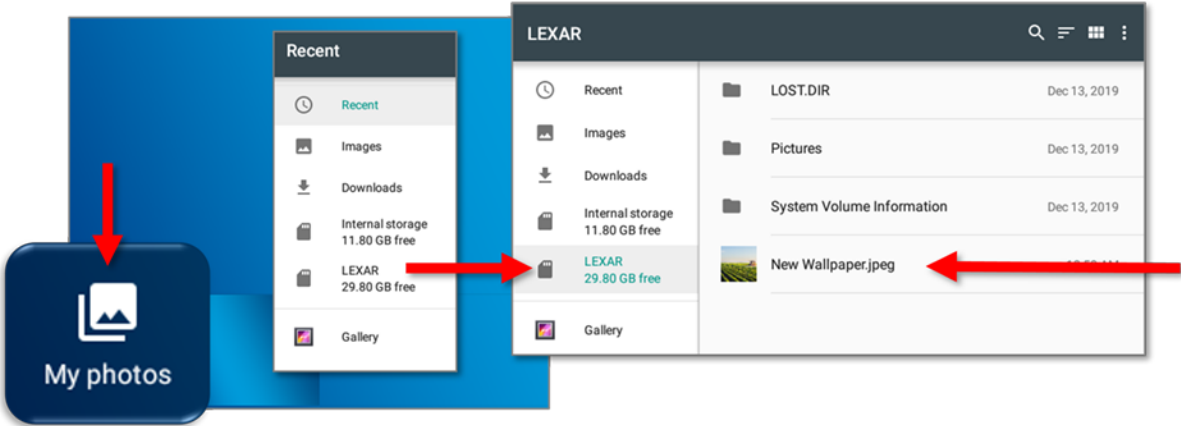 My photos
Recent
Recent
Images
Downloads
Internal storage
11.80 GB free
LEXAR
29.80 GB free
Gallery
LEXAR
Recent
Images
Downloads
Internal storage
11.80 GB free
LEXAR
29.80 GB free
Gallery
LOST.DIR Dec 13, 2019
Pictures Dec 13, 2019
System Volume Information Dec 13, 2019
New Wallpaper.jpeg